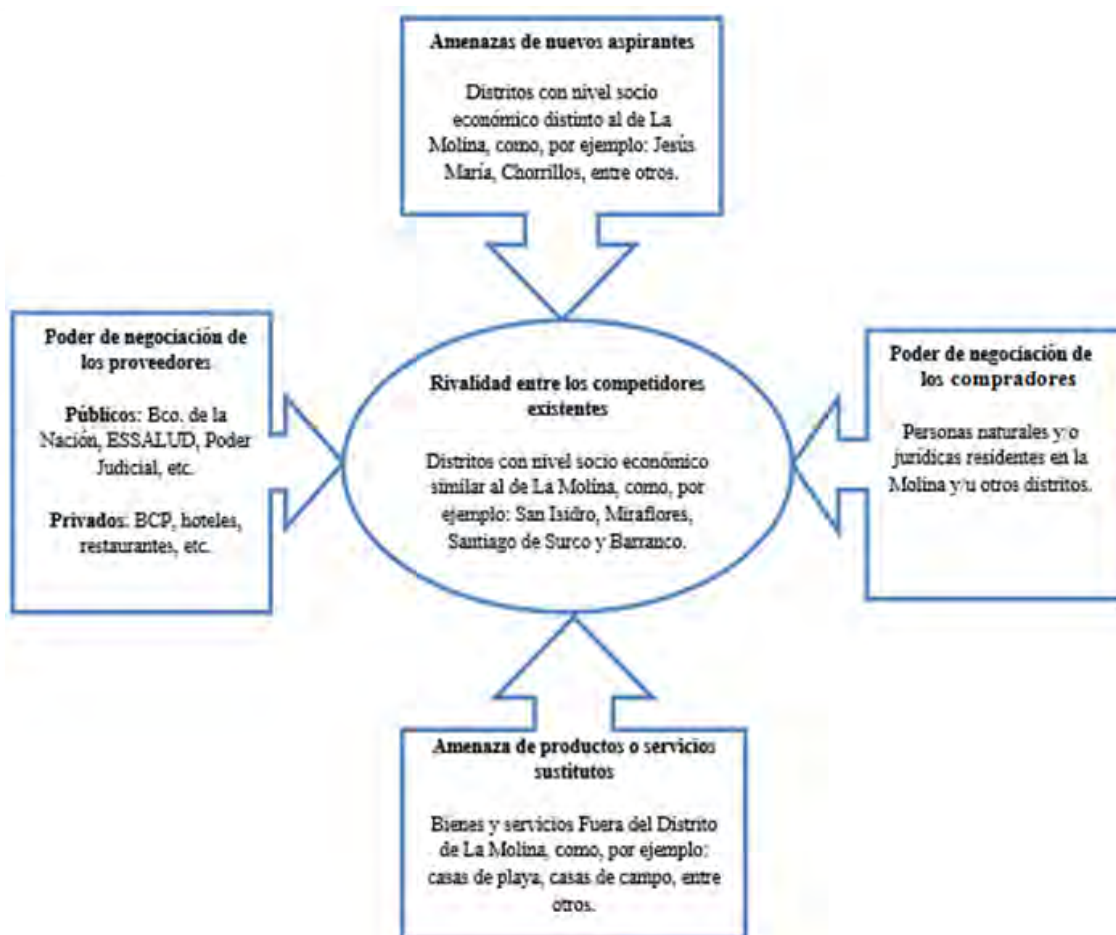 Amenazas de nuevos aspirantes
Distritos con nivel socio
económico distinto al de La
Molina, como, por ejemplo: Jesús
María, Chorrillos, entre otros.
Poder de negociación de
los proveedores
Públicos: Bco. de la
Nación, ESSALUD, Poder
Judicial, etc.
Privados: BCP, hoteles,
restaurantes, etc.
Rivalidad entre los competidores
existentes
Distritos con nivel socio económico
similar al de La Molina, como, por
ejemplo: San Isidro, Miraflores,
Santiago de Surco y Barranco.
Poder de negociación de
los compradores
Personas naturales y/o
jurídicas residentes en la
Molina y/u otros distritos.
Amenaza de productos o servicios
sustitutos
Bienes y servicios Fuera del Distrito
de La Molina, como, por ejemplo:
casas de playa, casas de campo, entre
otros.